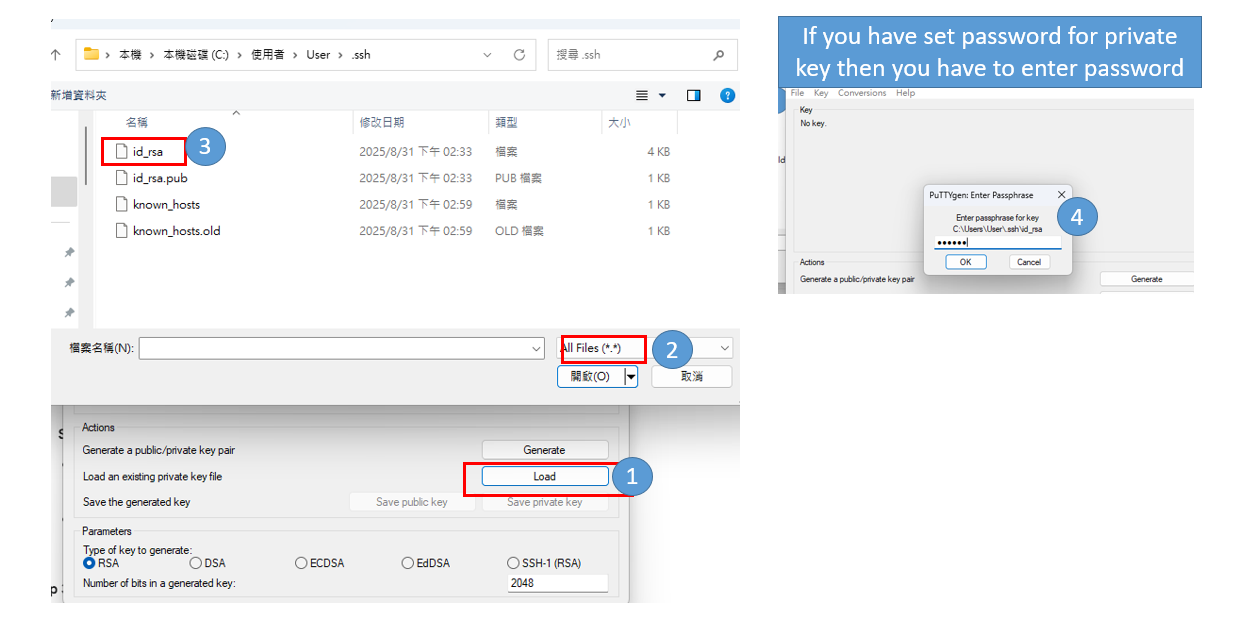 本機 > 本機磁碟 (C:) > 使用者 > User > .ssh
搜尋 .ssh
新增資料夾
名稱 修改日期 類型 大小
id_rsa 2025/8/31 下午 02:33 檔案 4 KB
3
id_rsa.pub 2025/8/31 下午 02:33 PUB 檔案 1 KB
known_hosts 2025/8/31 下午 02:59 檔案 1 KB
known_hosts.old 2025/8/31 下午 02:59 OLD 檔案 1 KB
檔案名稱(N): All Files (*.*)
2
開啟(O) 取消
Actions
Generate a public/private key pair Generate
Load an existing private key file Load
1
Save the generated key Save public key Save private key
Parameters
Type of key to generate:
RSA DSA ECDSA EdDSA SSH-1 (RSA)
Number of bits in a generated key: 2048
If you have set password for private
key then you have to enter password
File Key Conversions Help
Key
No key.
PuTTYgen: Enter Passphrase
4
Enter passphrase for key
C:\Users\User\.ssh\id_rsa
OK Cancel
Actions
Generate a public/private key pair Generate